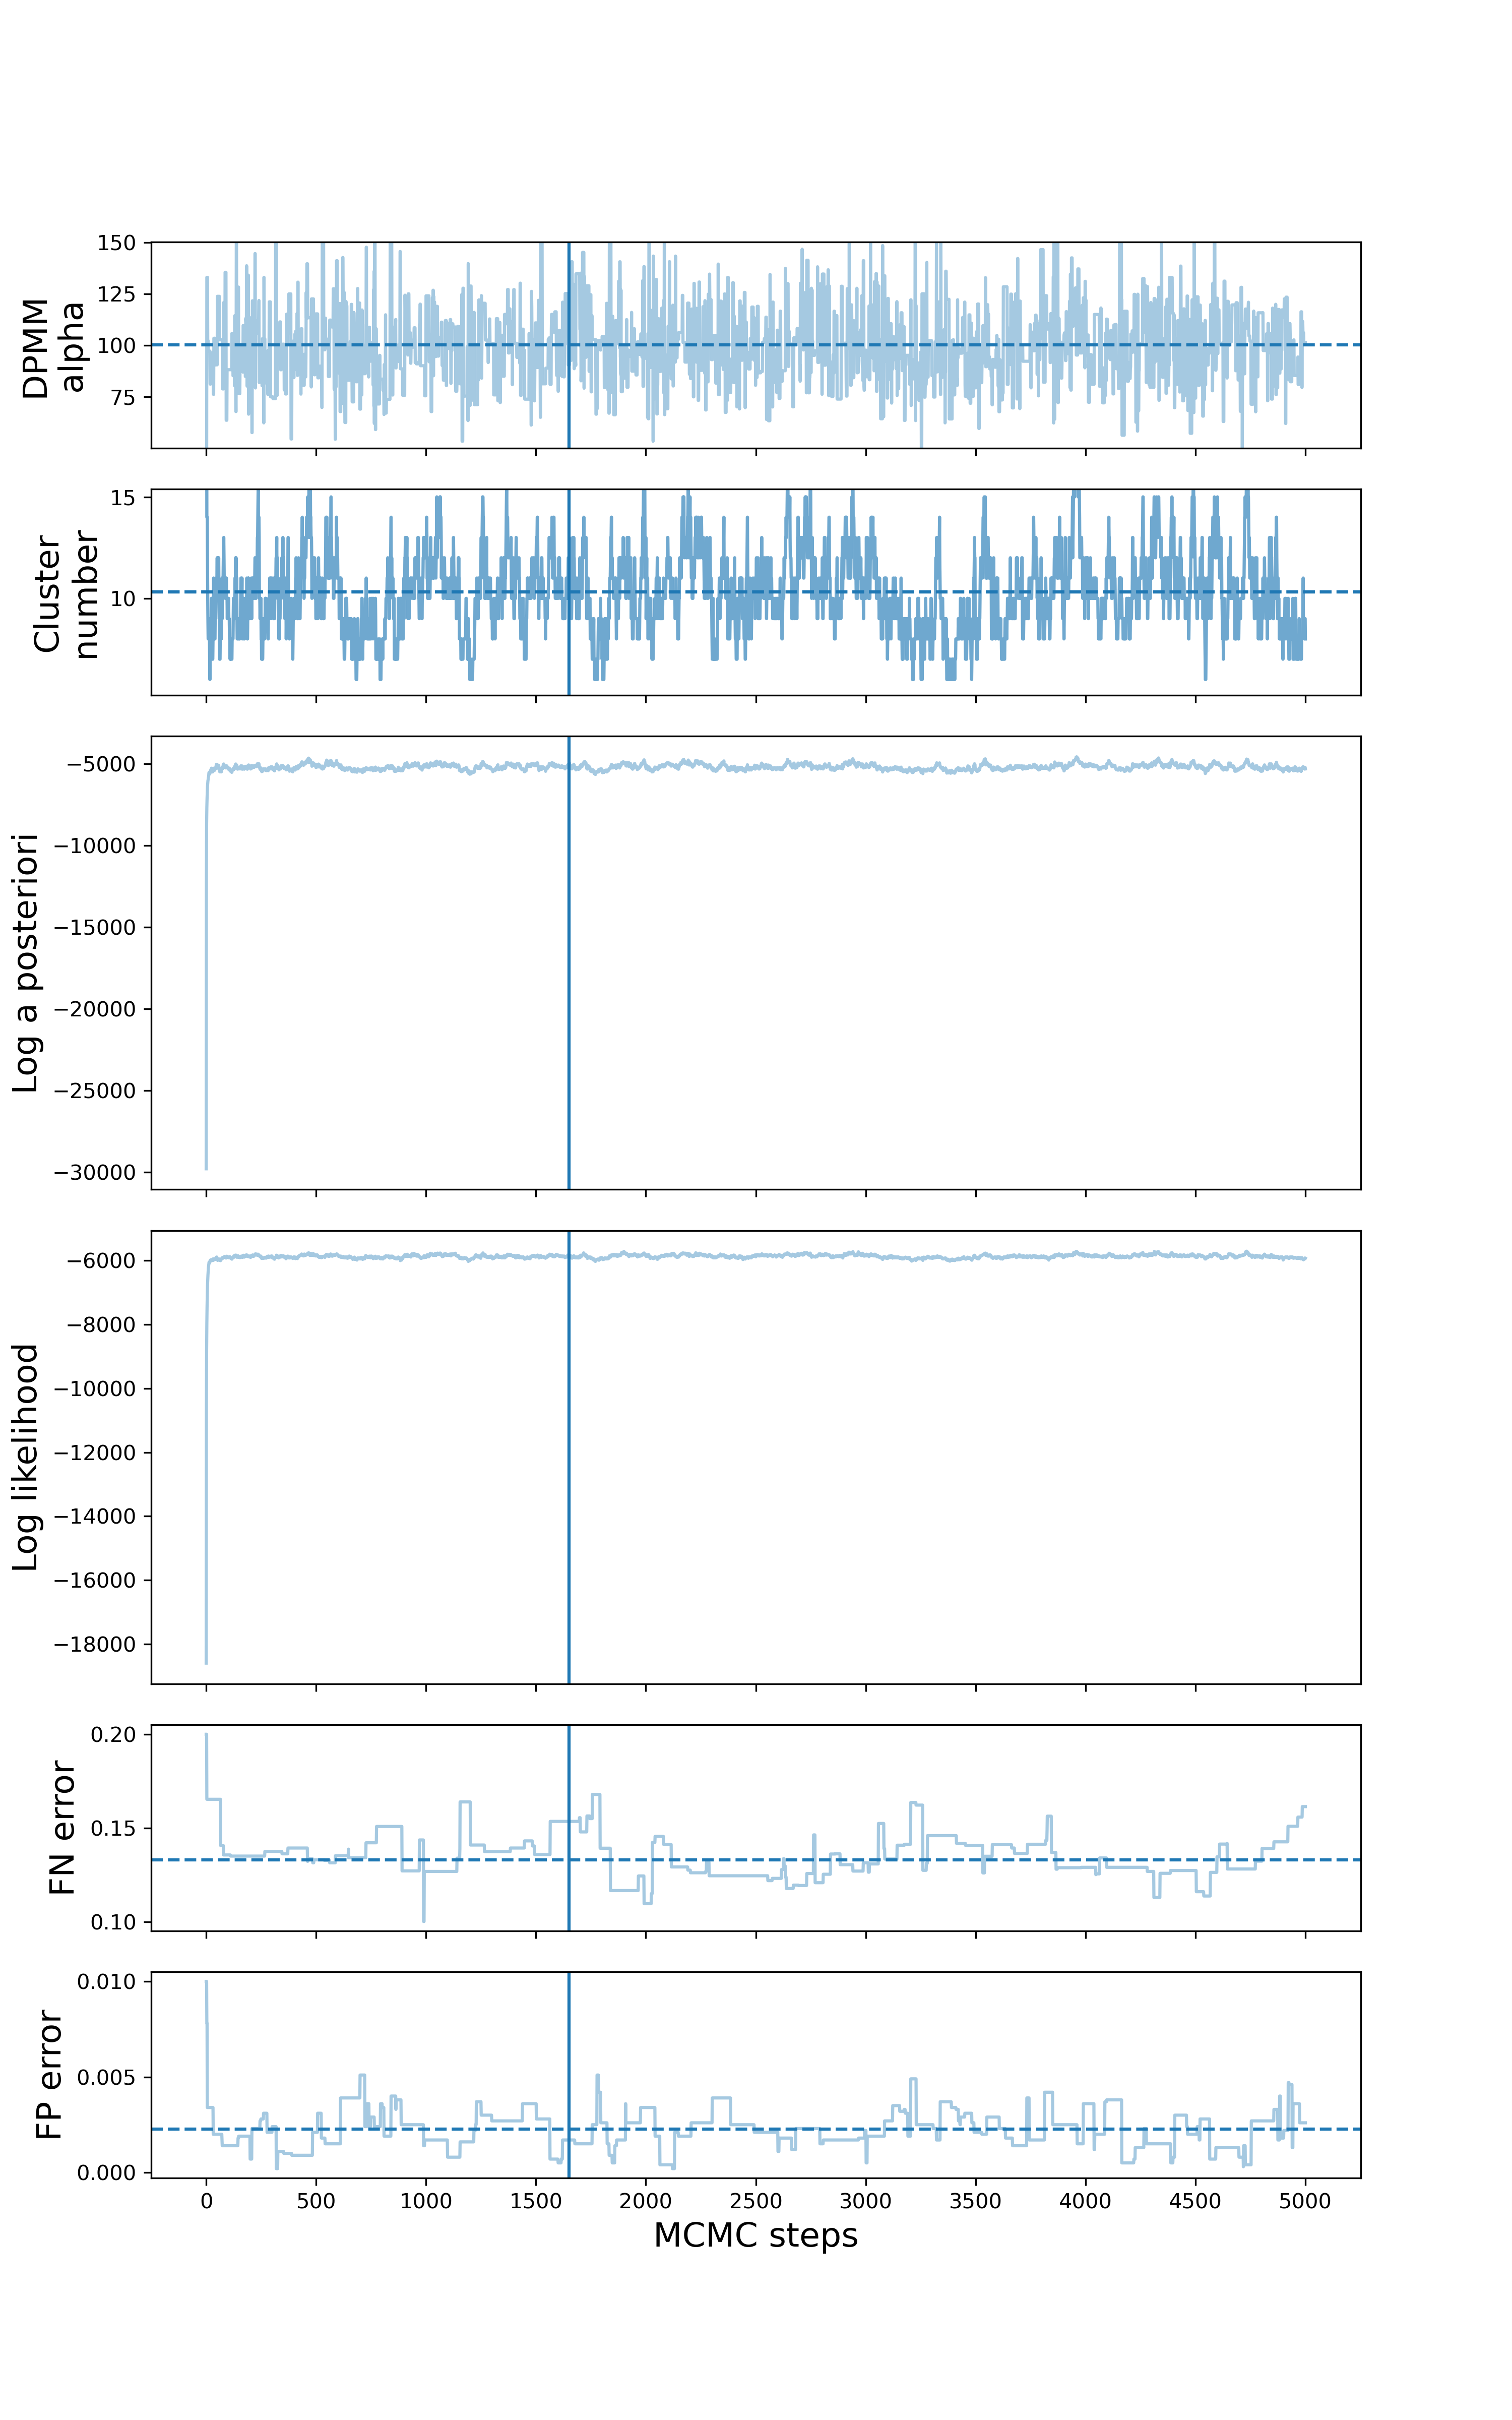 DPMM
alpha
150
125
100
75
Cluster
number
15
10
Log a posteriori
−5000
−10000
−15000
−20000
−25000
−30000
Log likelihood
−6000
−8000
−10000
−12000
−14000
−16000
−18000
FN error
0.20
0.15
0.10
FP error
0.010
0.005
0.000
0 500 1000 1500 2000 2500 3000 3500 4000 4500 5000
MCMC steps